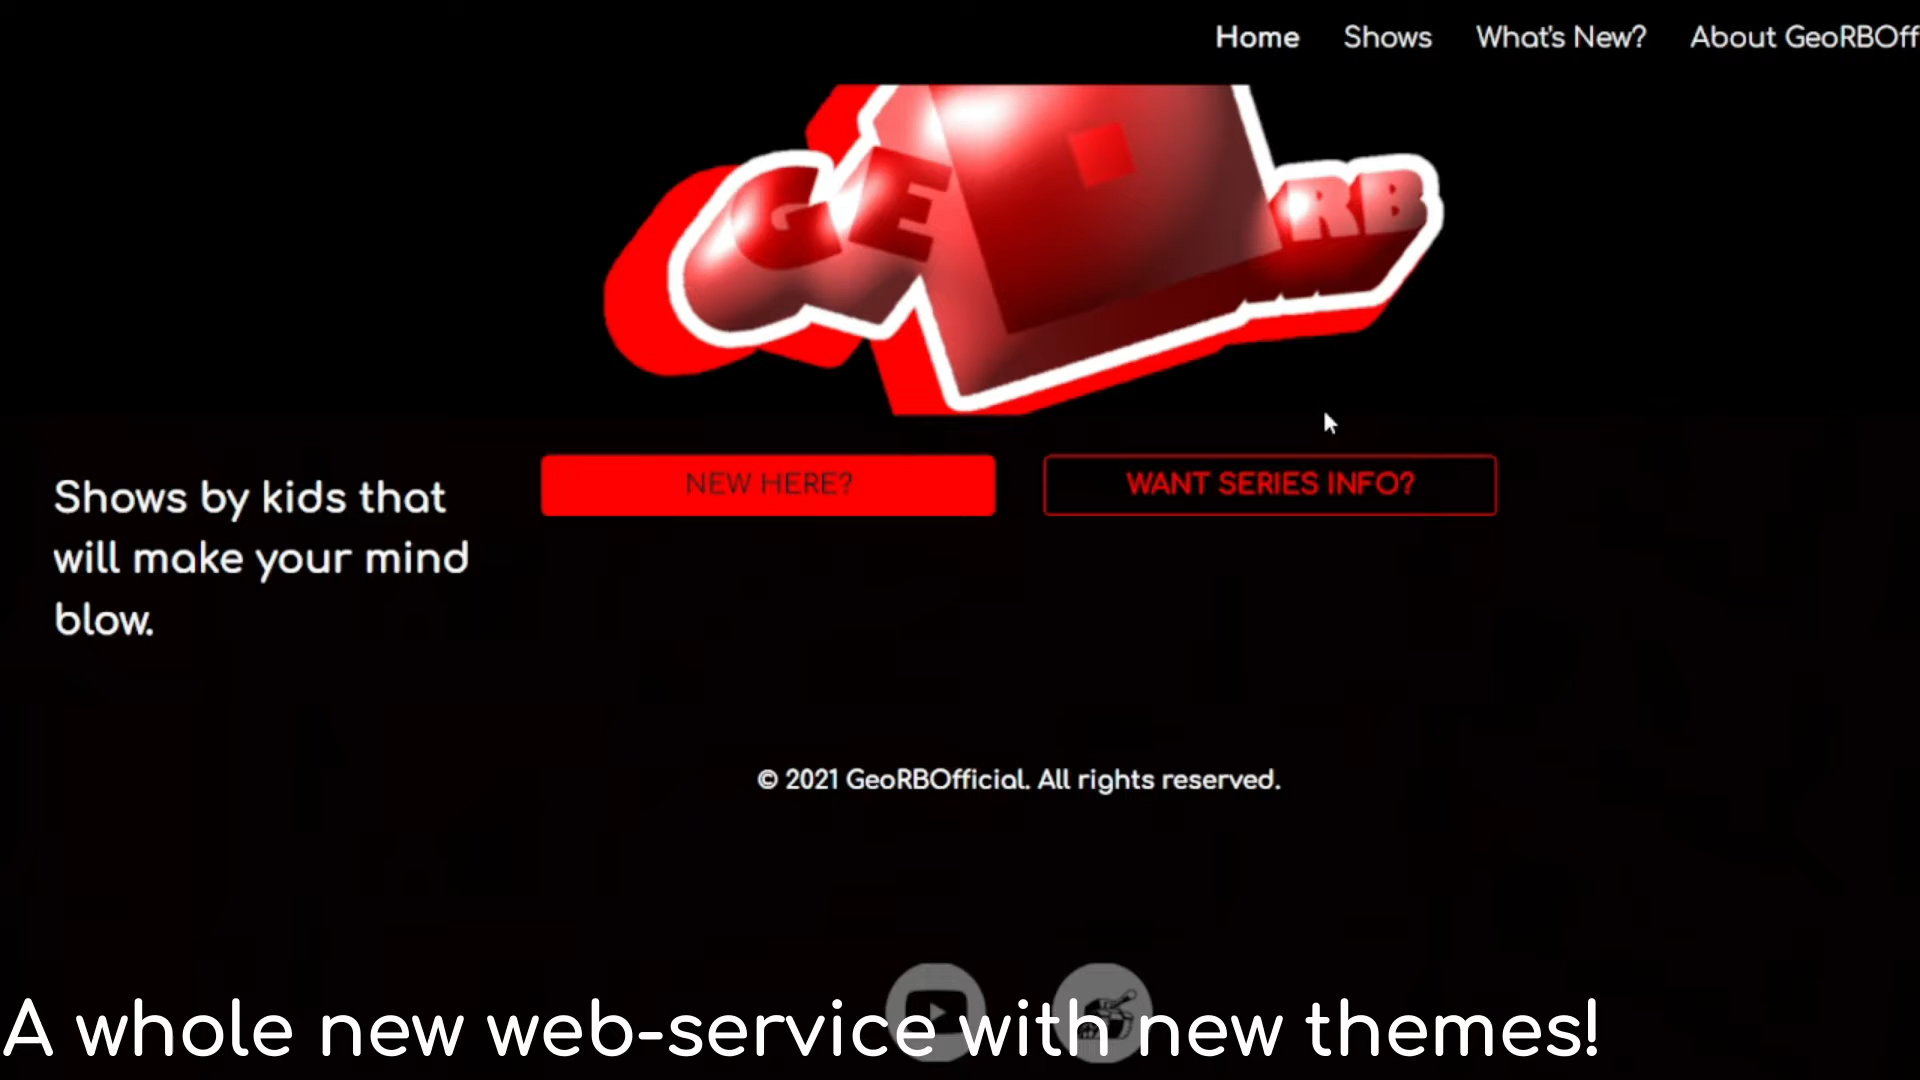 Home Shows What's New? About GeoRBOff
GE RB
NEW HERE? WANT SERIES INFO?
Shows by kids that
will make your mind
blow.
© 2021 GeoRBOfficial. All rights reserved.
A whole new web-service with new themes!